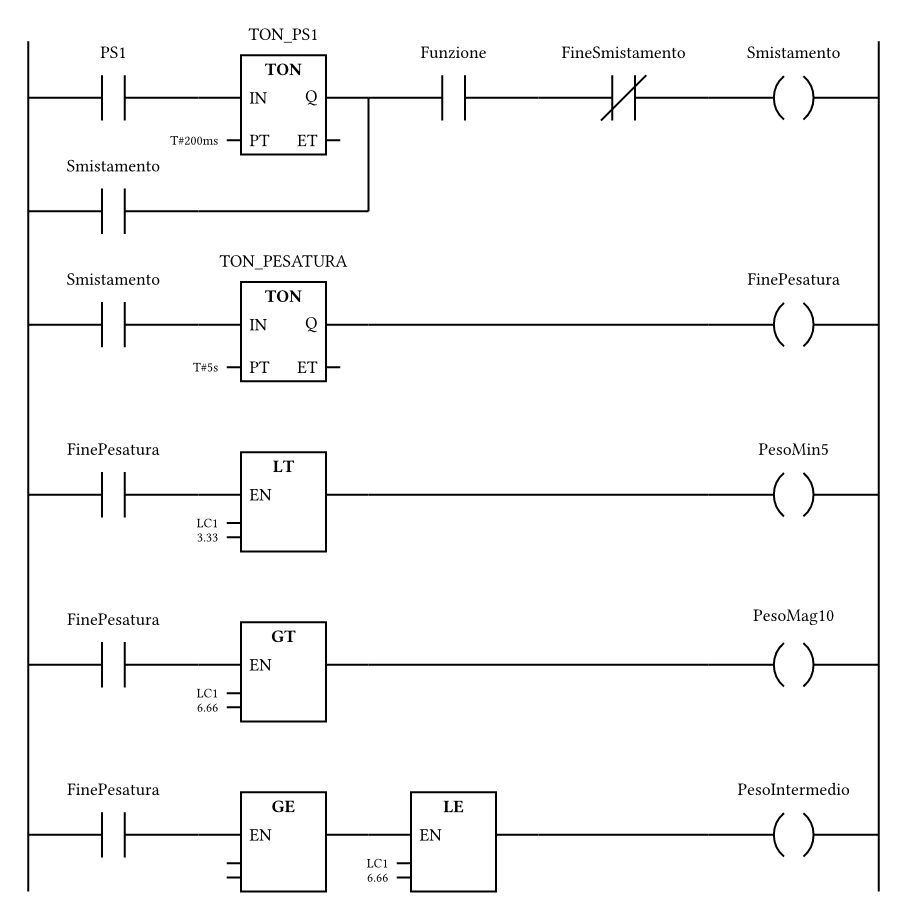 TON_PS1
PS1 Funzione FineSmistamento Smistamento
TON
IN Q
T#200ms PT ET
Smistamento
TON_PESATURA
Smistamento FinePesatura
TON
IN Q
T#5s PT ET
FinePesatura PesoMin5
LT
EN
LC1
3.33
FinePesatura PesoMag10
GT
EN
LC1
6.66
FinePesatura PesoIntermedio
GE LE
EN EN
LC1
6.66